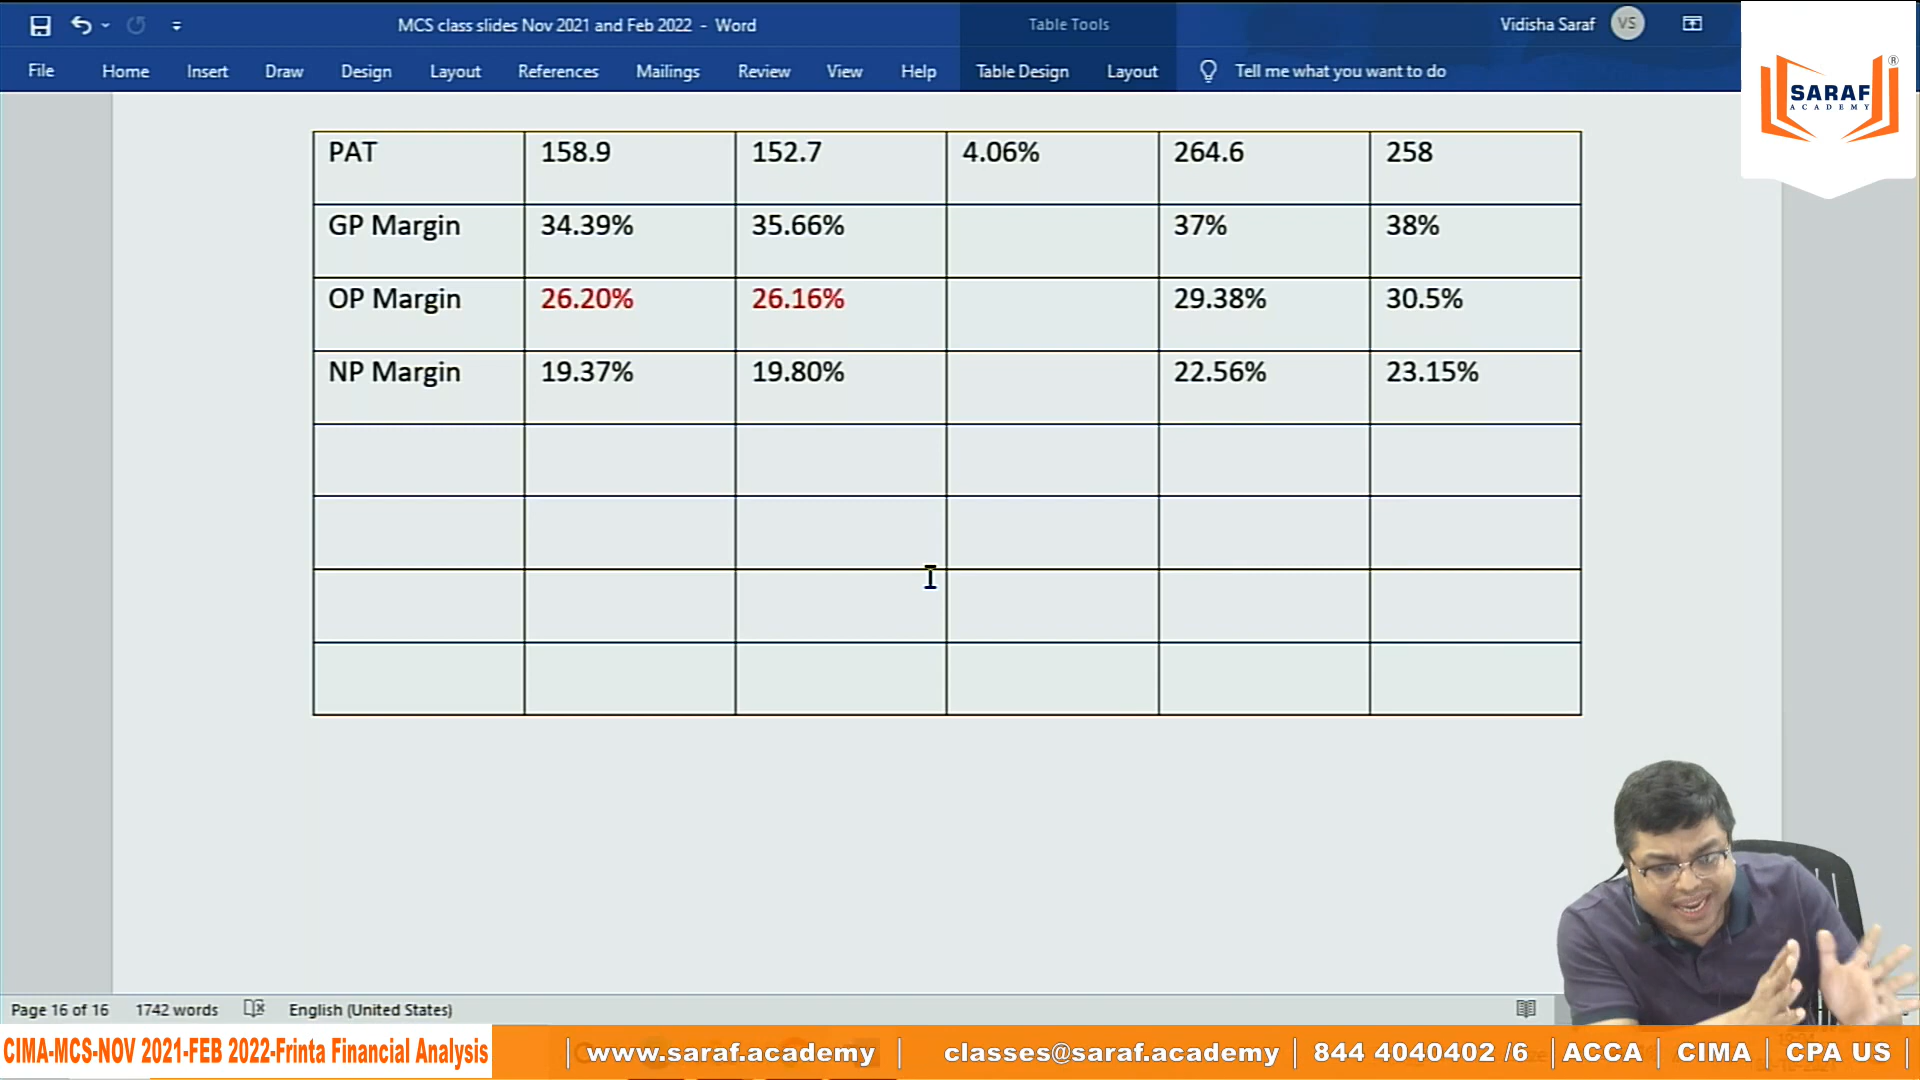 MCS class slides Nov 2021 and Feb 2022 - Word
Table Tools
Vidisha Saraf
VS
File Home Insert Draw Design Layout References Mailings Review View Help Table Design Layout Tell me what you want to do
®
SARAF
ACADEMY
PAT 158.9 152.7 4.06% 264.6 258
GP Margin 34.39% 35.66% 37% 38%
OP Margin 26.20% 26.16% 29.38% 30.5%
NP Margin 19.37% 19.80% 22.56% 23.15%
Page 16 of 16 1742 words English (United States)
CIMA-MCS-NOV 2021-FEB 2022-Frinta Financial Analysis | www.saraf.academy | classes@saraf.academy | 844 4040402 /6 | ACCA | CIMA | CPA US |